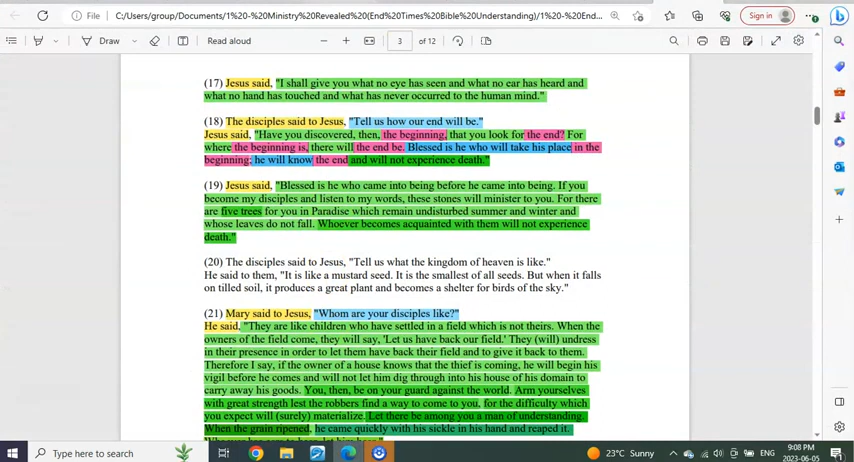 File
C:/Users/group/Documents/1%20-%20Ministry%20Revealed(End%20Times%20Bible%20Understanding)/1%20-%20End...
Sign in
Draw
Read aloud
3 of 12
(17) Jesus said, "I shall give you what no eye has seen and what no ear has heard and
what no hand has touched and what has never occurred to the human mind."
(18) The disciples said to Jesus, "Tell us how our end will be."
Jesus said, "Have you discovered, then, the beginning, that you look for the end? For
where the beginning is, there will the end be. Blessed is he who will take his place in the
beginning; he will know the end and will not experience death."
(19) Jesus said, "Blessed is he who came into being before he came into being. If you
become my disciples and listen to my words, these stones will minister to you. For there
are five trees for you in Paradise which remain undisturbed summer and winter and
whose leaves do not fall. Whoever becomes acquainted with them will not experience
death."
(20) The disciples said to Jesus, "Tell us what the kingdom of heaven is like."
He said to them, "It is like a mustard seed. It is the smallest of all seeds. But when it falls
on tilled soil, it produces a great plant and becomes a shelter for birds of the sky."
(21) Mary said to Jesus, "Whom are your disciples like?"
He said, "They are like children who have settled in a field which is not theirs. When the
owners of the field come, they will say, 'Let us have back our field.' They (will) undress
in their presence in order to let them have back their field and to give it back to them.
Therefore I say, if the owner of a house knows that the thief is coming, he will begin his
vigil before he comes and will not let him dig through into his house of his domain to
carry away his goods. You, then, be on your guard against the world. Arm yourselves
with great strength lest the robbers find a way to come to you, for the difficulty which
you expect will (surely) materialize. Let there be among you a man of understanding.
When the grain ripened, he came quickly with his sickle in his hand and reaped it.
Whoever has ears to hear, let him hear."
Type here to search
23°C Sunny
ENG
9:08 PM
2023-06-05